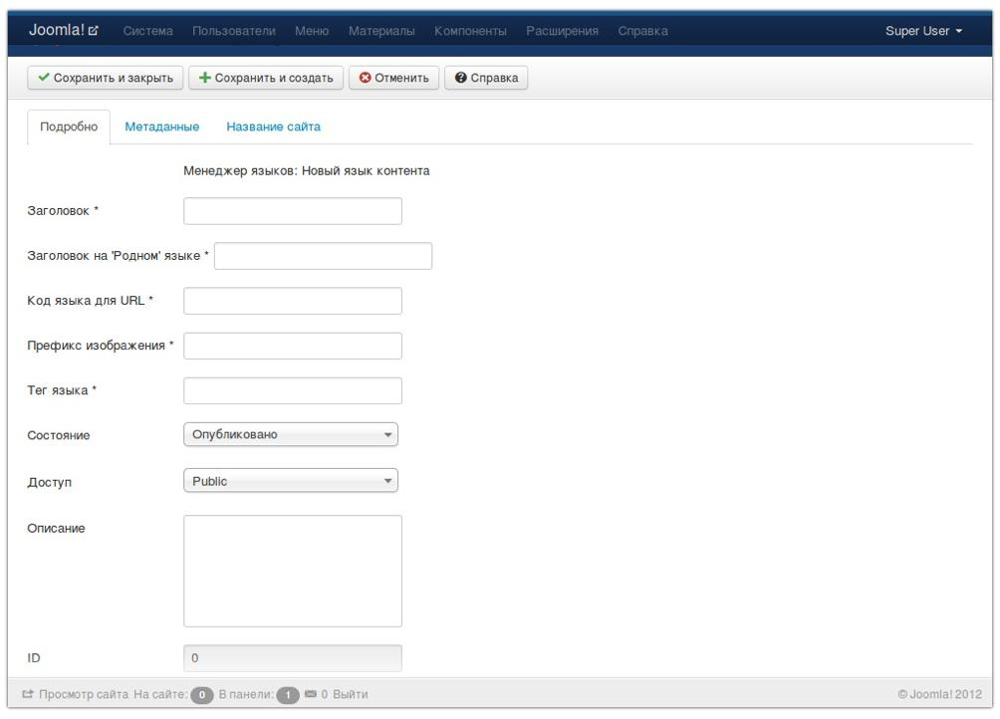 Joomla! Система Пользователи Меню Материалы Компоненты Расширения Справка Super User
Сохранить и закрыть Сохранить и создать Отменить Справка
Подробно Метаданные Название сайта
Менеджер языков: Новый язык контента
Заголовок *
Заголовок на 'Родном' языке *
Код языка для URL *
Префикс изображения *
Тег языка *
Состояние Опубликовано
Доступ Public
Описание
ID 0
Просмотр сайта На сайте: 0 В панели: 1 0 Выйти © Joomla! 2012